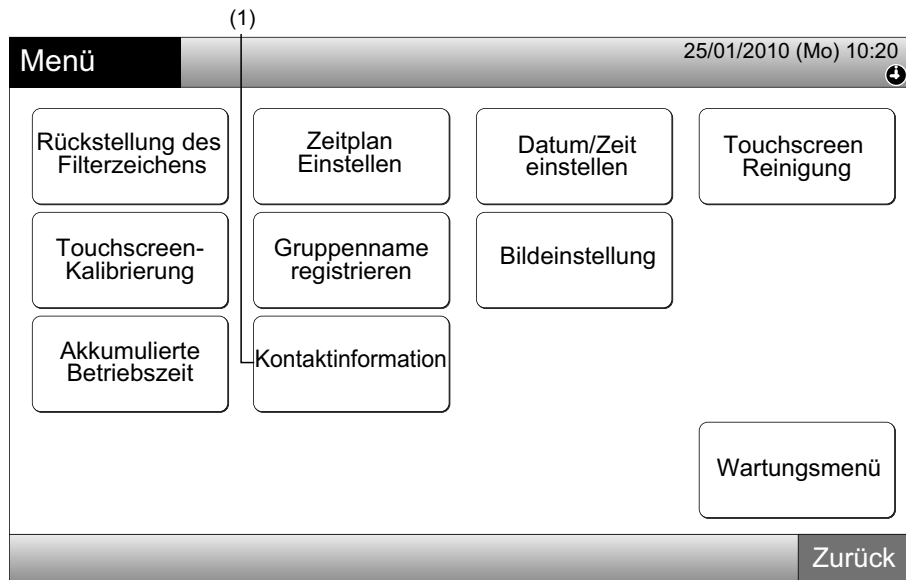 (1)
Menü
25/01/2010 (Mo) 10:20
Rückstellung des
Filterzeichens
Zeitplan
Einstellen
Datum/Zeit
einstellen
Touchscreen
Reinigung
Touchscreen-
Kalibrierung
Gruppenname
registrieren
Bildeinstellung
Akkumulierte
Betriebszeit
Kontaktinformation
Wartungsmenü
Zurück